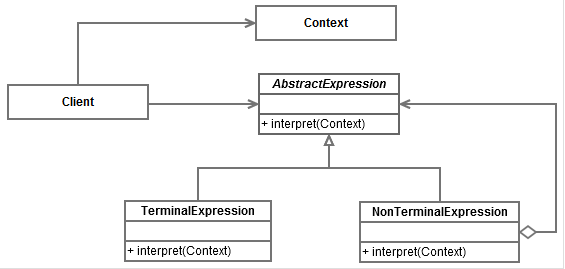 Context
Client
AbstractExpression
+ interpret(Context)
TerminalExpression
+ interpret(Context)
NonTerminalExpression
+ interpret(Context)